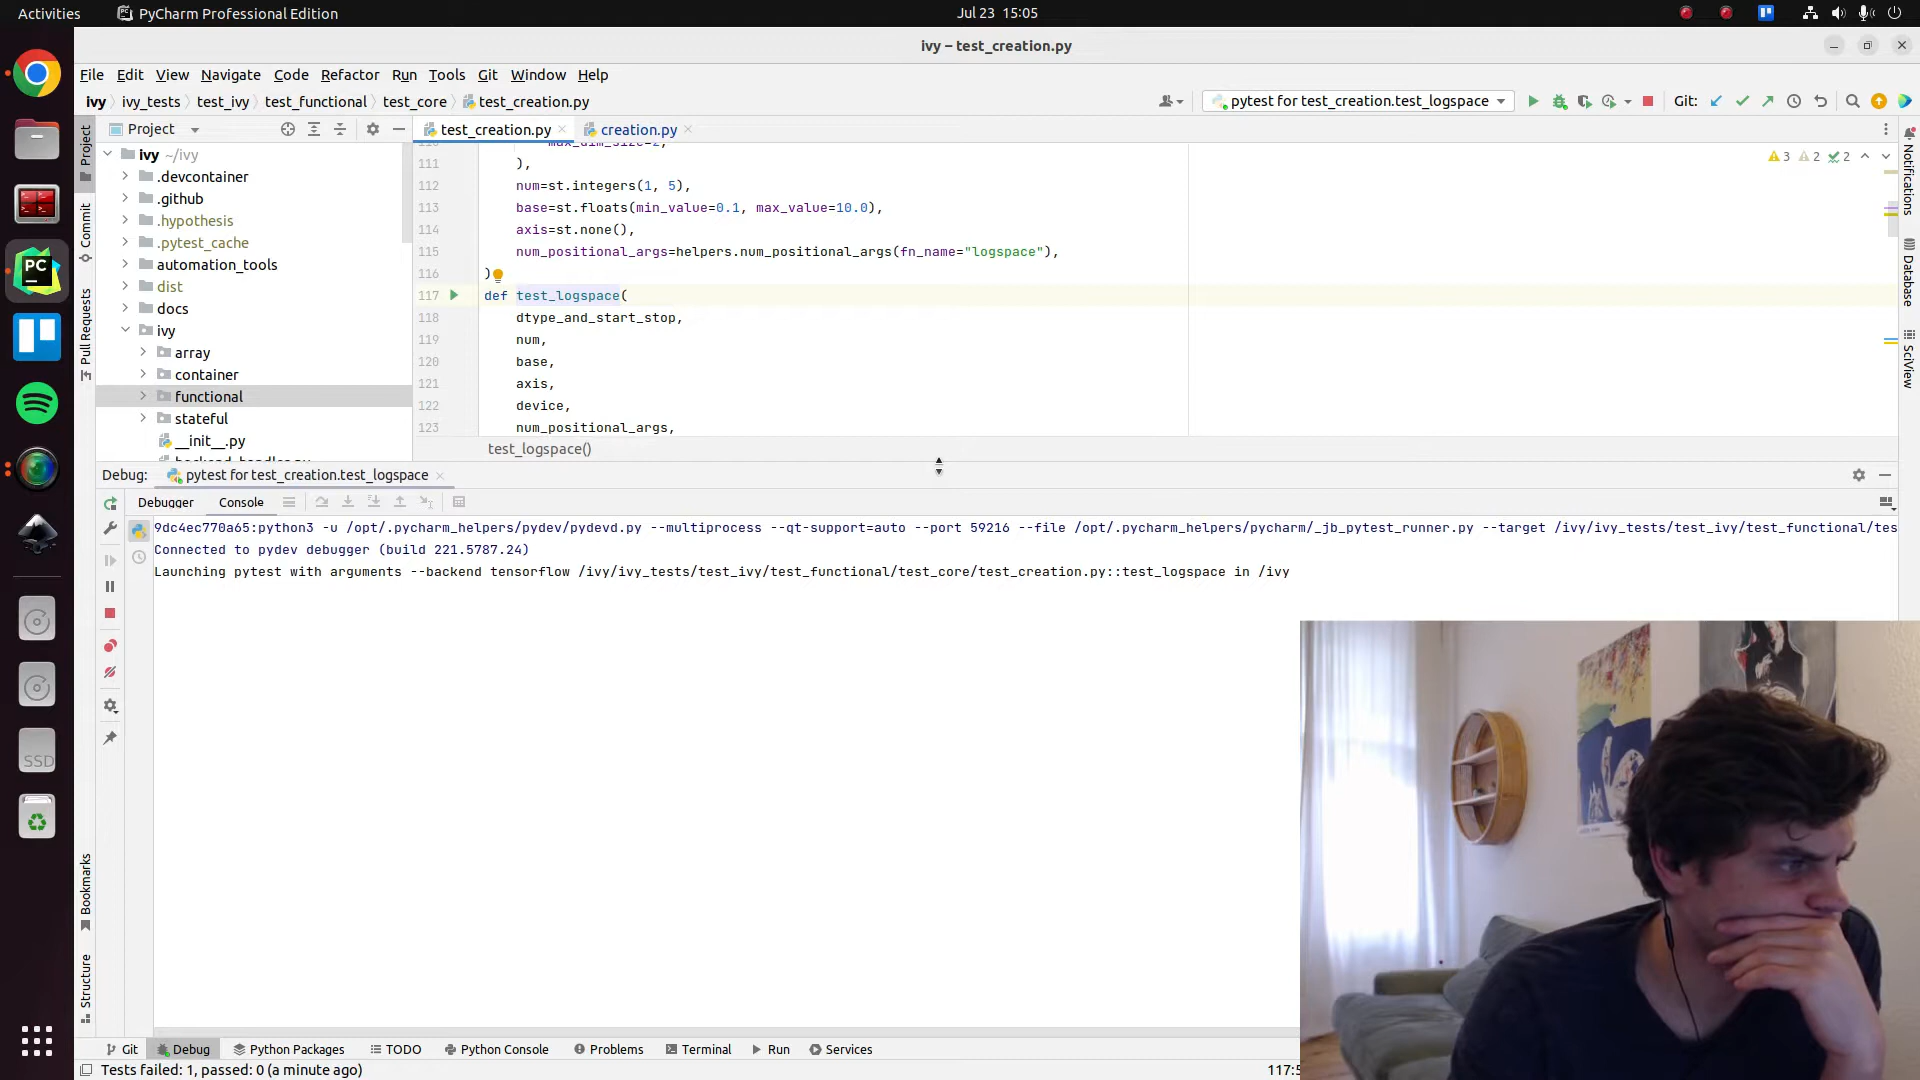 Activities
PyCharm Professional Edition
Jul 23 15:05
ivy – test_creation.py
File Edit View Navigate Code Refactor Run Tools Git Window Help
ivy ivy_tests test_ivy test_functional test_core test_creation.py
pytest for test_creation.test_logspace
Git:
Project
test_creation.py
creation.py
ivy ~/ivy
.devcontainer
.github
.hypothesis
.pytest_cache
automation_tools
dist
docs
ivy
array
container
functional
stateful
__init__.py
111 ),
112 num=st.integers(1, 5),
113 base=st.floats(min_value=0.1, max_value=10.0),
114 axis=st.none(),
115 num_positional_args=helpers.num_positional_args(fn_name="logspace"),
116 )
117 def test_logspace(
118 dtype_and_start_stop,
119 num,
120 base,
121 axis,
122 device,
123 num_positional_args,
3 2 2
test_logspace()
Project
Commit
Pull Requests
Bookmarks
Structure
Notifications
Database
SciView
Debug: pytest for test_creation.test_logspace
Debugger Console
9dc4ec770a65:python3 -u /opt/.pycharm_helpers/pydev/pydevd.py --multiprocess --qt-support=auto --port 59216 --file /opt/.pycharm_helpers/pycharm/_jb_pytest_runner.py --target /ivy/ivy_tests/test_ivy/test_functional/tes
Connected to pydev debugger (build 221.5787.24)
Launching pytest with arguments --backend tensorflow /ivy/ivy_tests/test_ivy/test_functional/test_core/test_creation.py::test_logspace in /ivy
PC
SSD
Git Debug Python Packages TODO Python Console Problems Terminal Run Services
Tests failed: 1, passed: 0 (a minute ago)
117:5